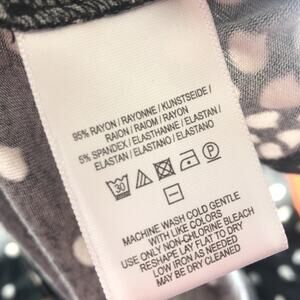 95% RAYON / RAYONNE / KUNSTSEIDE /
RAION / RAIOM / RAYON
5% SPANDEX / ELASTHANNE / ELASTAN /
ELASTAN / ELASTANO / ELASTANO
30
P
MACHINE WASH COLD GENTLE
WITH LIKE COLORS
USE ONLY NON-CHLORINE BLEACH
RESHAPE LAY FLAT TO DRY
LOW IRON AS NEEDED
MAY BE DRY CLEANED